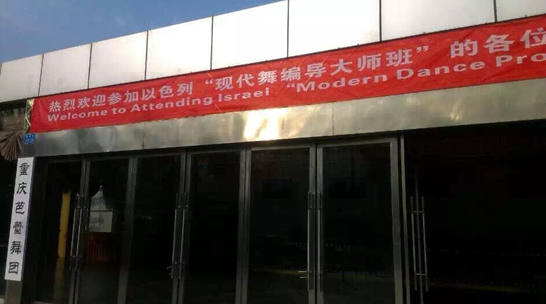 热烈欢迎参加以色列“现代舞编导大师班”的各位
Welcome to Attending Israel “Modern Dance Pro
重庆芭蕾舞团